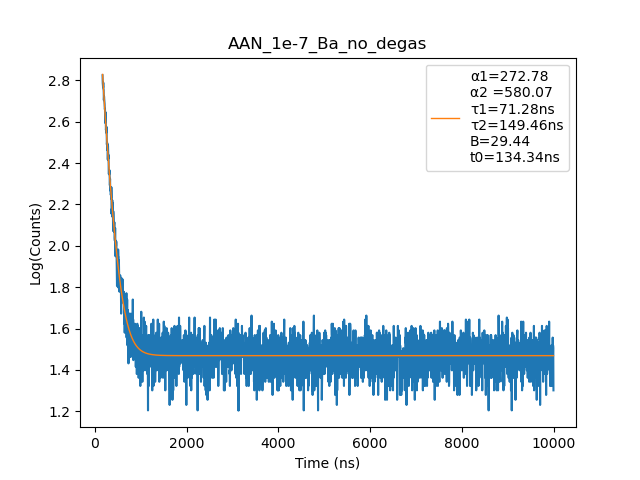 AAN_1e-7_Ba_no_degas
α1=272.78
α2 =580.07
τ1=71.28ns
τ2=149.46ns
B=29.44
t0=134.34ns
Log(Counts)
2.8
2.6
2.4
2.2
2.0
1.8
1.6
1.4
1.2
0 2000 4000 6000 8000 10000
Time (ns)